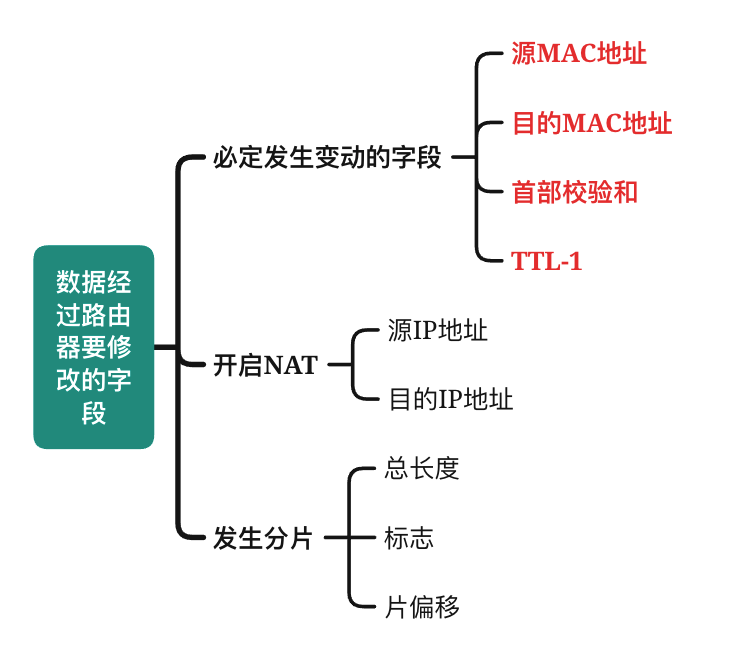 数据经
过路由
器要修
改的字
段
必定发生变动的字段
源MAC地址
目的MAC地址
首部校验和
TTL-1
开启NAT
源IP地址
目的IP地址
发生分片
总长度
标志
片偏移